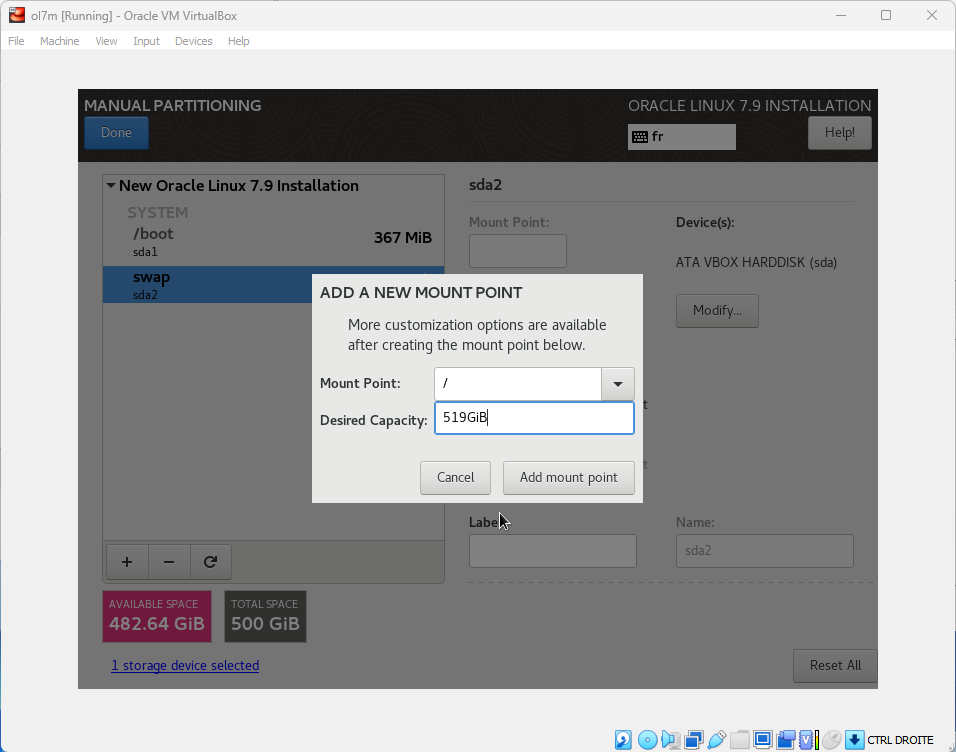 ol7m [Running] - Oracle VM VirtualBox
File Machine View Input Devices Help
MANUAL PARTITIONING
ORACLE LINUX 7.9 INSTALLATION
Done
fr
Help!
New Oracle Linux 7.9 Installation
SYSTEM
/boot
367 MiB
sda1
swap
sda2
sda2
Mount Point:
Device(s):
ATA VBOX HARDDISK (sda)
Modify...
ADD A NEW MOUNT POINT
More customization options are available
after creating the mount point below.
Mount Point:
/
Desired Capacity:
519GiB
Cancel
Add mount point
Name:
sda2
AVAILABLE SPACE
482.64 GiB
TOTAL SPACE
500 GiB
1 storage device selected
Reset All
CTRL DROITE